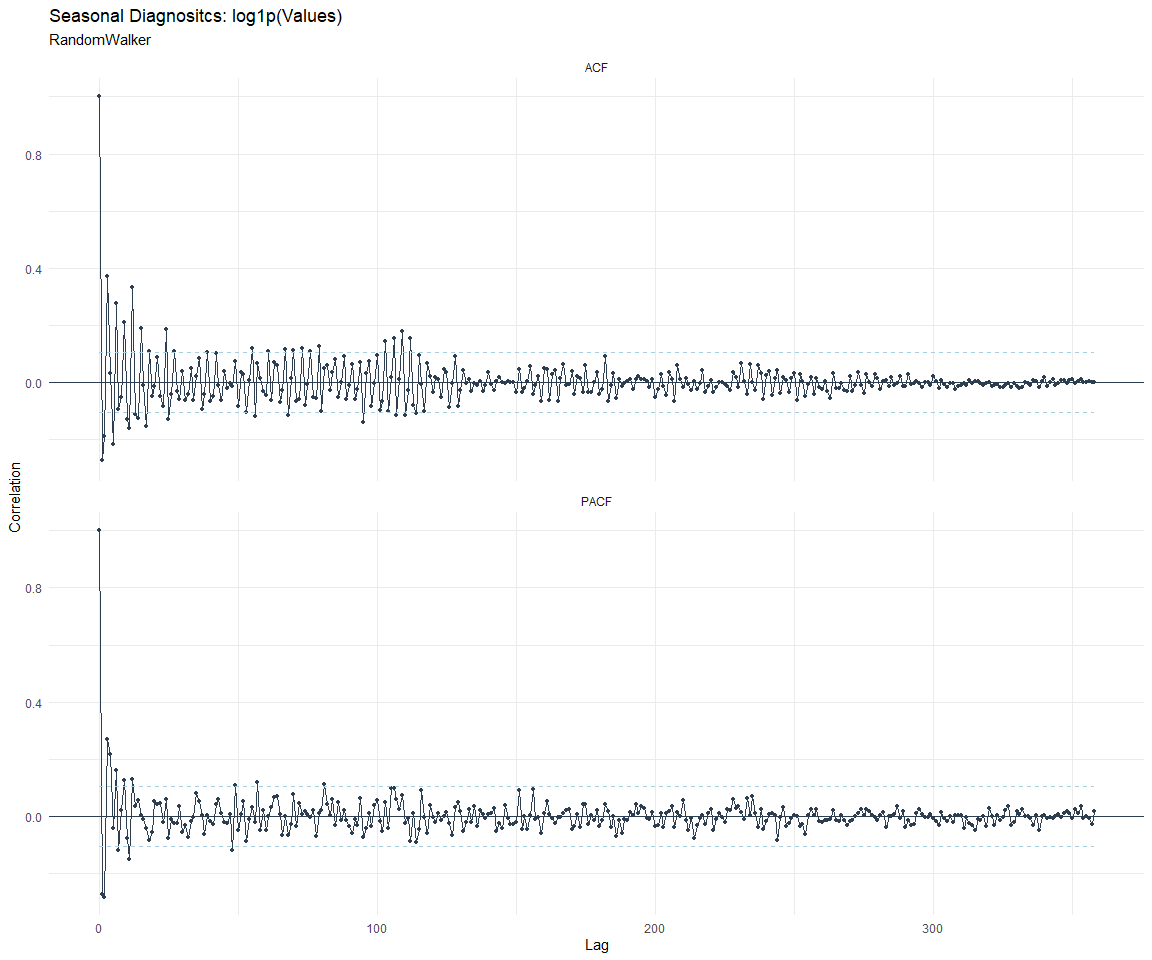 Seasonal Diagnositcs: log1p(Values)
RandomWalker
ACF
0.8
0.4
0.0
Correlation
PACF
0.8
0.4
0.0
0 100 200 300
Lag